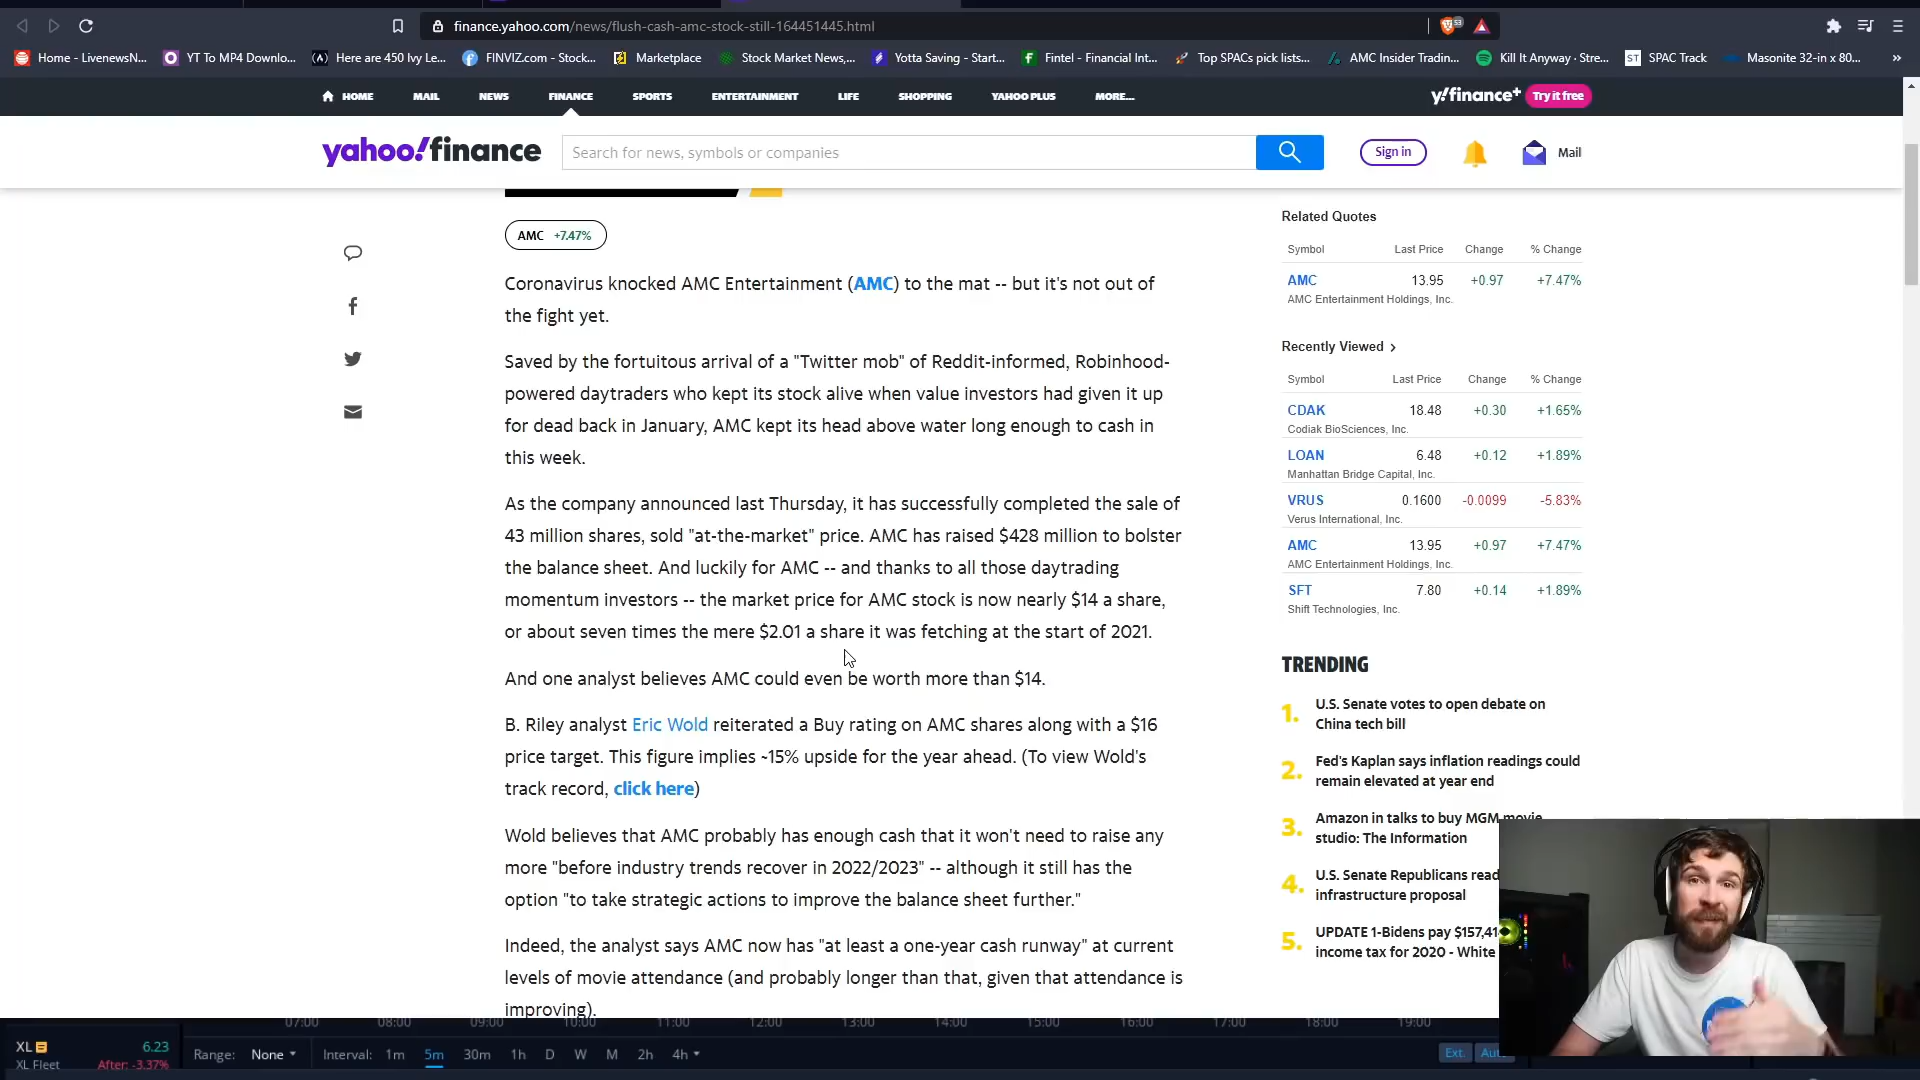 finance.yahoo.com/news/flush-cash-amc-stock-still-164451445.html
53
Home - LivenewsN... YT To MP4 Downlo... Here are 450 Ivy Le... FINVIZ.com - Stock... Marketplace Stock Market News,... Yotta Saving - Start... Fintel - Financial Int... Top SPACs pick lists... AMC Insider Tradin... Kill It Anyway · Stre... ST SPAC Track Masonite 32-in x 80... »
HOME MAIL NEWS FINANCE SPORTS ENTERTAINMENT LIFE SHOPPING YAHOO PLUS MORE... y!finance+ Try it free
yahoo!finance Search for news, symbols or companies Sign in Mail
AMC +7.47%
Coronavirus knocked AMC Entertainment (AMC) to the mat -- but it's not out of
the fight yet.
Saved by the fortuitous arrival of a "Twitter mob" of Reddit-informed, Robinhood-
powered daytraders who kept its stock alive when value investors had given it up
for dead back in January, AMC kept its head above water long enough to cash in
this week.
As the company announced last Thursday, it has successfully completed the sale of
43 million shares, sold "at-the-market" price. AMC has raised $428 million to bolster
the balance sheet. And luckily for AMC -- and thanks to all those daytrading
momentum investors -- the market price for AMC stock is now nearly $14 a share,
or about seven times the mere $2.01 a share it was fetching at the start of 2021.
And one analyst believes AMC could even be worth more than $14.
B. Riley analyst Eric Wold reiterated a Buy rating on AMC shares along with a $16
price target. This figure implies ~15% upside for the year ahead. (To view Wold's
track record, click here)
Wold believes that AMC probably has enough cash that it won't need to raise any
more "before industry trends recover in 2022/2023" -- although it still has the
option "to take strategic actions to improve the balance sheet further."
Indeed, the analyst says AMC now has "at least a one-year cash runway" at current
levels of movie attendance (and probably longer than that, given that attendance is
improving).
Related Quotes
Symbol Last Price Change % Change
AMC 13.95 +0.97 +7.47%
AMC Entertainment Holdings, Inc.
Recently Viewed >
Symbol Last Price Change % Change
CDAK 18.48 +0.30 +1.65%
Codiak BioSciences, Inc.
LOAN 6.48 +0.12 +1.89%
Manhattan Bridge Capital, Inc.
VRUS 0.1600 -0.0099 -5.83%
Verus International, Inc.
AMC 13.95 +0.97 +7.47%
AMC Entertainment Holdings, Inc.
SFT 7.80 +0.14 +1.89%
Shift Technologies, Inc.
TRENDING
1. U.S. Senate votes to open debate on
China tech bill
2. Fed's Kaplan says inflation readings could
remain elevated at year end
3. Amazon in talks to buy MGM movie
studio: The Information
4. U.S. Senate Republicans read
infrastructure proposal
5. UPDATE 1-Bidens pay $157,41
income tax for 2020 - White
07:00 08:00 09:00 10:00 11:00 12:00 13:00 14:00 15:00 16:00 17:00 18:00 19:00
XL 6.23
XL Fleet After: -3.37%
Range: None Interval: 1m 5m 30m 1h D W M 2h 4h Ext. Aut